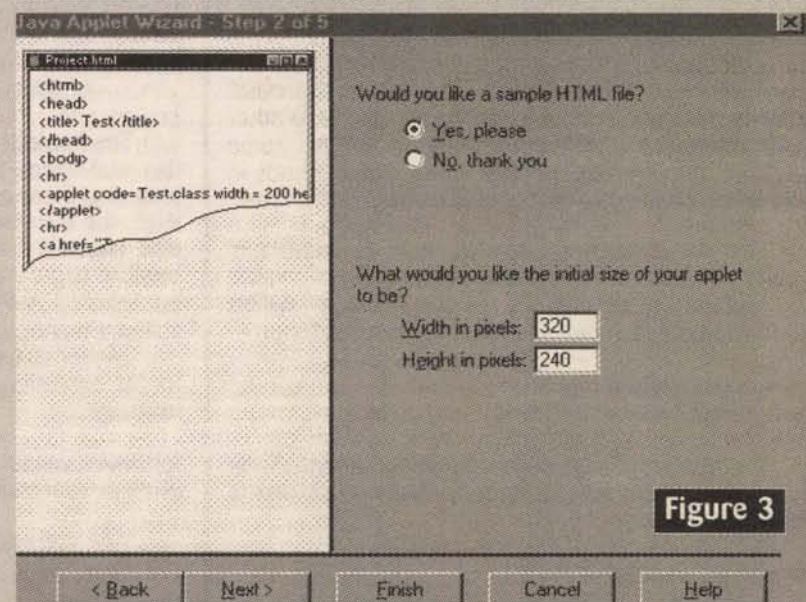 Java Applet Wizard - Step 2 of 5
Project.html
<html>
<head>
<title> Test</title>
</head>
<body>
<hr>
<applet code=Test.class width = 200 he
</applet>
<hr>
<a href="T
Would you like a sample HTML file?
Yes, please
No, thank you
What would you like the initial size of your applet
to be?
Width in pixels: 320
Height in pixels: 240
Figure 3
< Back Next > Finish Cancel Help